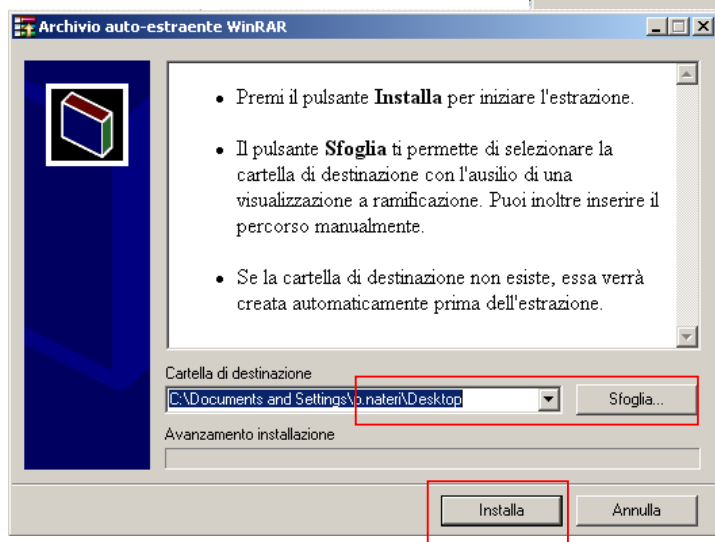 Archivio auto-estraente WinRAR
• Premi il pulsante Installa per iniziare l'estrazione.
• Il pulsante Sfoglia ti permette di selezionare la
cartella di destinazione con l'ausilio di una
visualizzazione a ramificazione. Puoi inoltre inserire il
percorso manualmente.
• Se la cartella di destinazione non esiste, essa verrà
creata automaticamente prima dell'estrazione.
Cartella di destinazione
C:\Documents and Settings\p.nateri\Desktop
Sfoglia...
Avanzamento installazione
Installa
Annulla